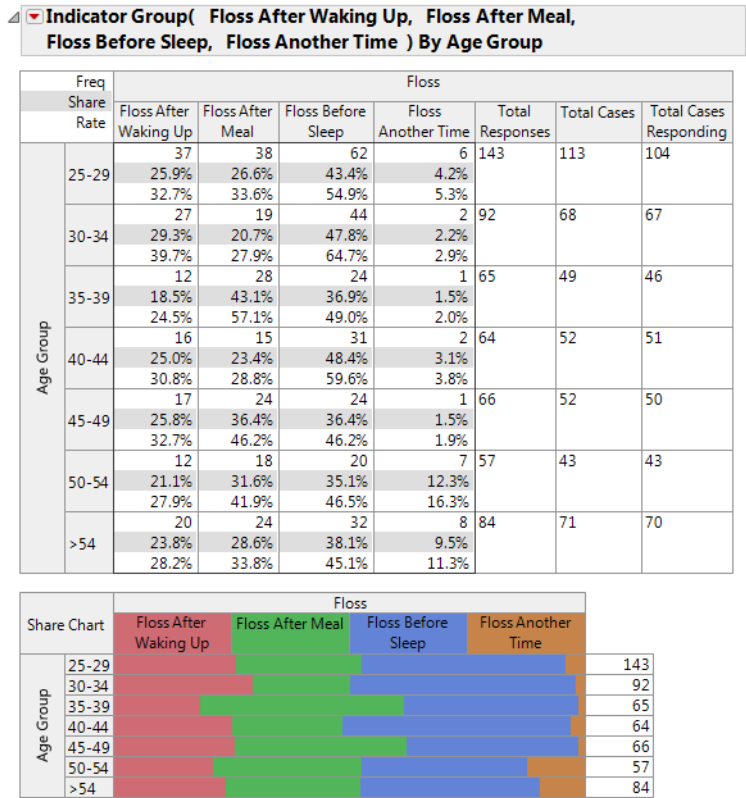 Indicator Group( Floss After Waking Up, Floss After Meal,
Floss Before Sleep, Floss Another Time ) By Age Group
Freq
Share
Rate
Floss
Floss After Waking Up Floss After Meal Floss Before Sleep Floss Another Time Total Responses Total Cases Total Cases Responding
Age Group
25-29
37 38 62 6 143 113 104
25.9% 26.6% 43.4% 4.2%
32.7% 33.6% 54.9% 5.3%
30-34
27 19 44 2 92 68 67
29.3% 20.7% 47.8% 2.2%
39.7% 27.9% 64.7% 2.9%
35-39
12 28 24 1 65 49 46
18.5% 43.1% 36.9% 1.5%
24.5% 57.1% 49.0% 2.0%
40-44
16 15 31 2 64 52 51
25.0% 23.4% 48.4% 3.1%
30.8% 28.8% 59.6% 3.8%
45-49
17 24 24 1 66 52 50
25.8% 36.4% 36.4% 1.5%
32.7% 46.2% 46.2% 1.9%
50-54
12 18 20 7 57 43 43
21.1% 31.6% 35.1% 12.3%
27.9% 41.9% 46.5% 16.3%
>54
20 24 32 8 84 71 70
23.8% 28.6% 38.1% 9.5%
28.2% 33.8% 45.1% 11.3%
Share Chart
Floss
Floss After Waking Up Floss After Meal Floss Before Sleep Floss Another Time
Age Group
25-29 143
30-34 92
35-39 65
40-44 64
45-49 66
50-54 57
>54 84